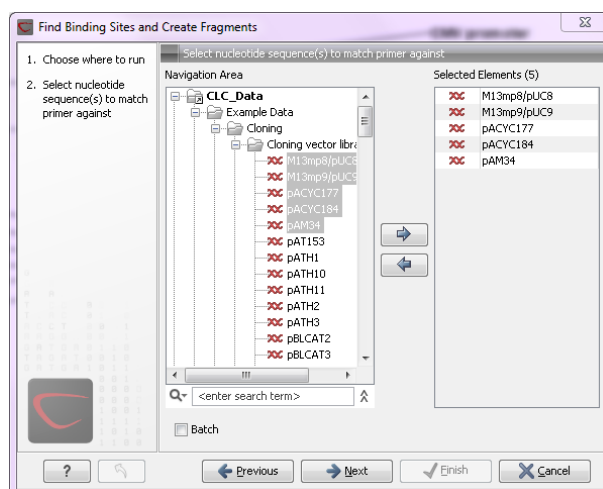 Find Binding Sites and Create Fragments
CMV promoter
1. Choose where to run
2. Select nucleotide
sequence(s) to match
primer against
Select nucleotide sequence(s) to match primer against
Navigation Area
CLC_Data
Example Data
Cloning
Cloning vector libra
M13mp8/pUC8
M13mp9/pUC9
pACYC177
pACYC184
pAM34
pAT153
pATH1
pATH10
pATH11
pATH2
pATH3
pBLCAT2
pBLCAT3
<enter search term>
Batch
Selected Elements (5)
M13mp8/pUC8
M13mp9/pUC9
pACYC177
pACYC184
pAM34
?
Previous
Next
Finish
Cancel